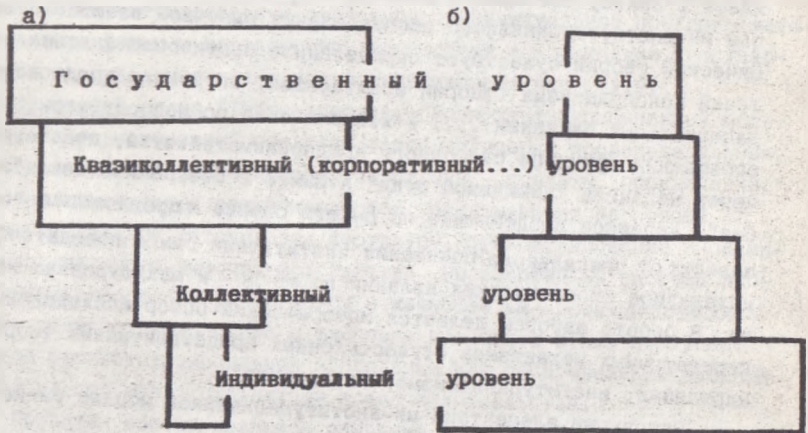 а) б)
Государственный уровень
Квазиколлективный (корпоративный...) уровень
Коллективный уровень
Индивидуальный уровень